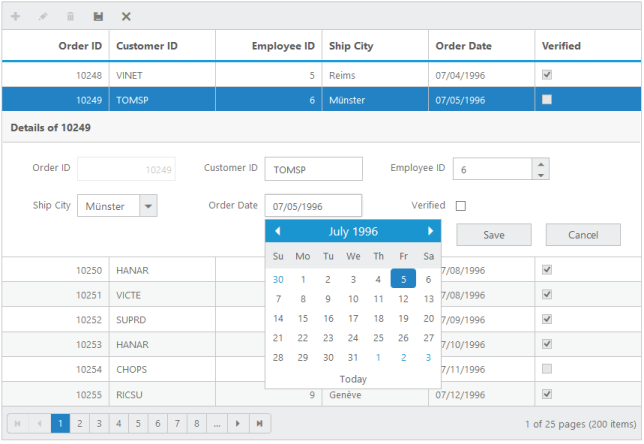 Order ID Customer ID Employee ID Ship City Order Date Verified
10248 VINET 5 Reims 07/04/1996
10249 TOMSP 6 Münster 07/05/1996
Details of 10249
Order ID 10249 Customer ID TOMSP Employee ID 6
Ship City Münster Order Date 07/05/1996 Verified
July 1996 Save Cancel
Su Mo Tu We Th Fr Sa
30 1 2 3 4 5 6
7 8 9 10 11 12 13
14 15 16 17 18 19 20
21 22 23 24 25 26 27
28 29 30 31 1 2 3
Today
10250 HANAR 7/08/1996
10251 VICTE 7/08/1996
10252 SUPRD 7/09/1996
10253 HANAR 7/10/1996
10254 CHOPS 7/11/1996
10255 RICSU 9 Genève 07/12/1996
1 2 3 4 5 6 7 8 ... 1 of 25 pages (200 items)